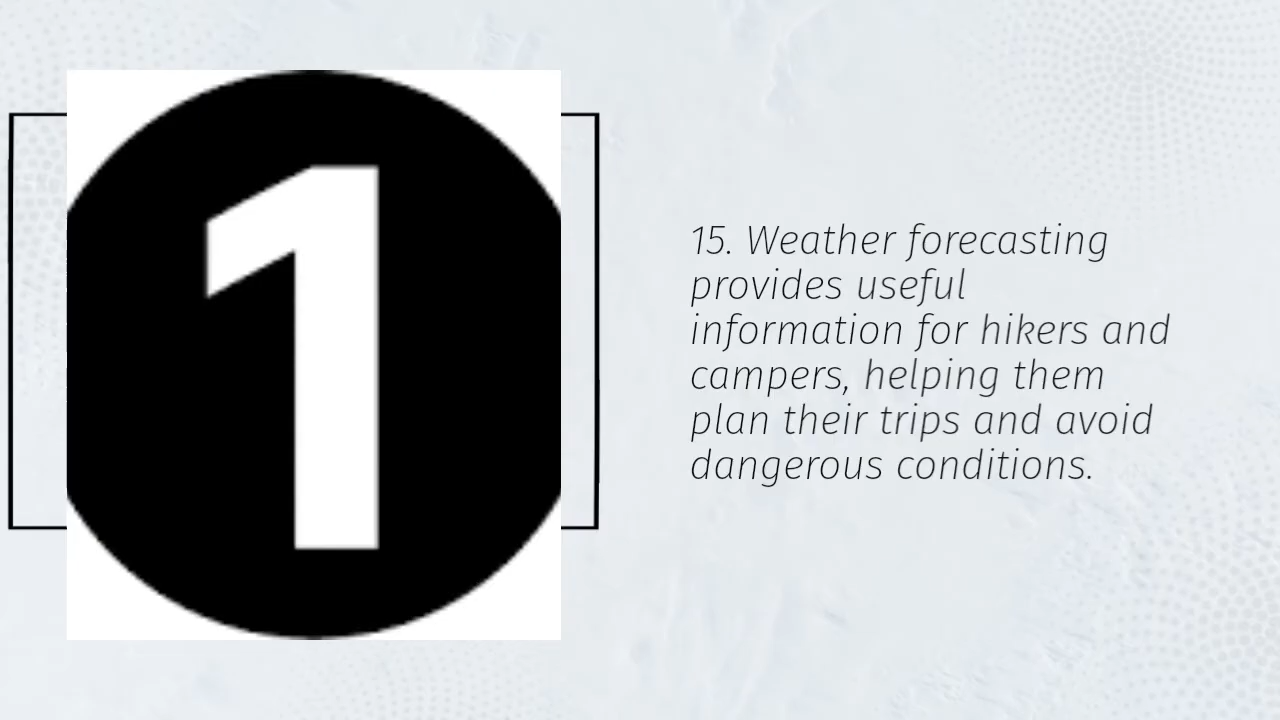 1
15. Weather forecasting
provides useful
information for hikers and
campers, helping them
plan their trips and avoid
dangerous conditions.